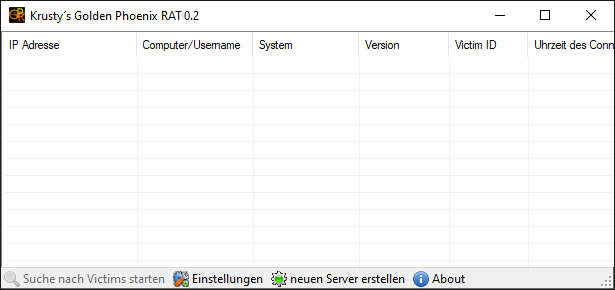 Krusty´s Golden Phoenix RAT 0.2
IP Adresse Computer/Username System Version Victim ID Uhrzeit des Conn
Suche nach Victims starten Einstellungen neuen Server erstellen About